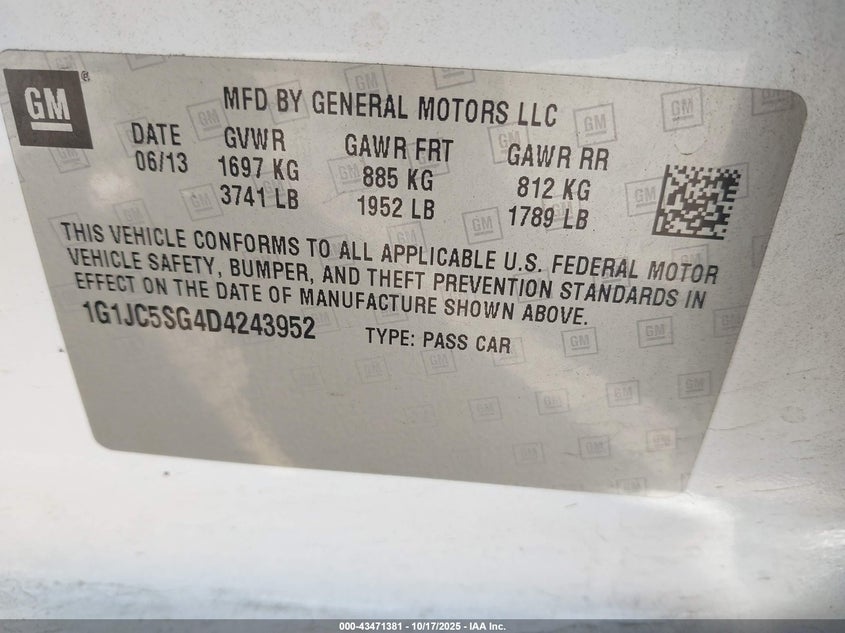 GM
MFD BY GENERAL MOTORS LLC
DATE GVWR GAWR FRT GAWR RR
06/13 1697 KG 885 KG 812 KG
3741 LB 1952 LB 1789 LB
THIS VEHICLE CONFORMS TO ALL APPLICABLE U.S. FEDERAL MOTOR
VEHICLE SAFETY, BUMPER, AND THEFT PREVENTION STANDARDS IN
EFFECT ON THE DATE OF MANUFACTURE SHOWN ABOVE.
1G1JC5SG4D4243952 TYPE: PASS CAR
000-43471381 | 10/17/2025 - IAA Inc.